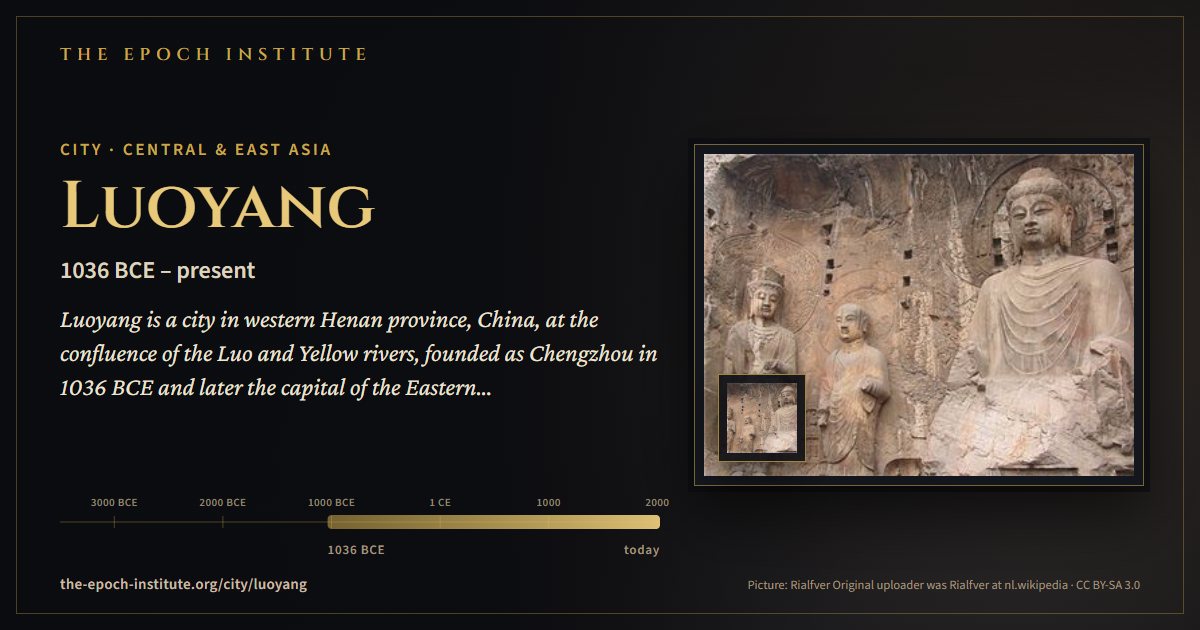 THE EPOCH INSTITUTE
CITY · CENTRAL & EAST ASIA
LUOYANG
1036 BCE – present
Luoyang is a city in western Henan province, China, at the
confluence of the Luo and Yellow rivers, founded as Chengzhou in
1036 BCE and later the capital of the Eastern...
3000 BCE 2000 BCE 1000 BCE 1 CE 1000 2000
1036 BCE today
the-epoch-institute.org/city/luoyang
Picture: Rialfver Original uploader was Rialfver at nl.wikipedia · CC BY-SA 3.0